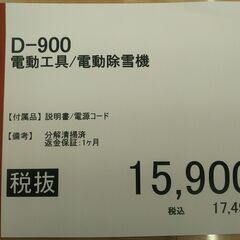 D-900
電動工具/電動除雪機
【付属品】説明書/電源コード
【備考】 分解清掃済
返金保証:1ヶ月
税抜 15,900
税込 17,49